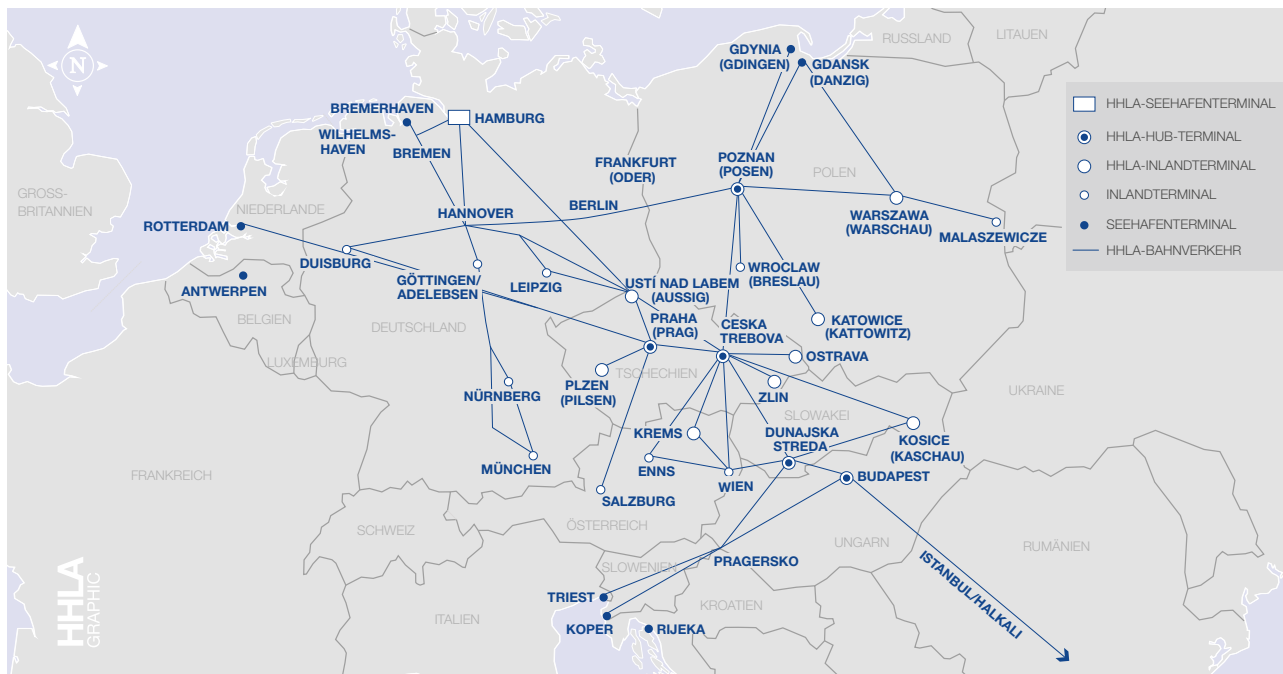 N
RUSSLAND
LITAUEN
GDYNIA
(GDINGEN)
GDANSK
(DANZIG)
HHLA-SEEHAFENTERMINAL
HHLA-HUB-TERMINAL
HHLA-INLANDTERMINAL
INLANDTERMINAL
SEEHAFENTERMINAL
HHLA-BAHNVERKEHR
BREMERHAVEN
HAMBURG
WILHELMS-
HAVEN
BREMEN
FRANKFURT
(ODER)
POZNAN
(POSEN)
POLEN
GROSS-
BRITANNIEN
NIEDERLANDE
HANNOVER
BERLIN
WARSZAWA
(WARSCHAU)
MALASZEWICZE
ROTTERDAM
DUISBURG
GÖTTINGEN/
ADELEBSEN
LEIPZIG
USTÍ NAD LABEM
(AUSSIG)
WROCLAW
(BRESLAU)
ANTWERPEN
BELGIEN
DEUTSCHLAND
PRAHA
(PRAG)
CESKA
TREBOVA
KATOWICE
(KATTOWITZ)
LUXEMBURG
OSTRAVA
PLZEN
(PILSEN)
TSCHECHIEN
ZLIN
UKRAINE
NÜRNBERG
SLOWAKEI
KREMS
DUNAJSKA
STREDA
KOSICE
(KASCHAU)
FRANKREICH
MÜNCHEN
ENNS
WIEN
BUDAPEST
SALZBURG
SCHWEIZ
ÖSTERREICH
UNGARN
RUMÄNIEN
PRAGERSKO
SLOWENIEN
ISTANBUL/HALKALI
TRIEST
KROATIEN
ITALIEN
KOPER
RIJEKA
HHLA
GRAPHIC